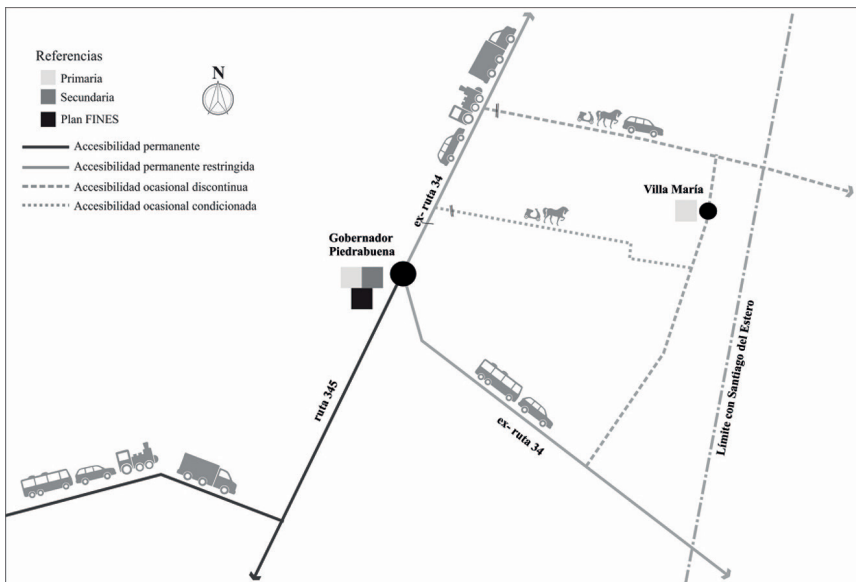 Referencias
Primaria
Secundaria
Plan FINES
Accesibilidad permanente
Accesibilidad permanente restringida
Accesibilidad ocasional discontinua
Accesibilidad ocasional condicionada
N
ex- ruta 34
Villa María
Gobernador
Piedrabuena
ruta 345
ex- ruta 34
Límite con Santiago del Estero